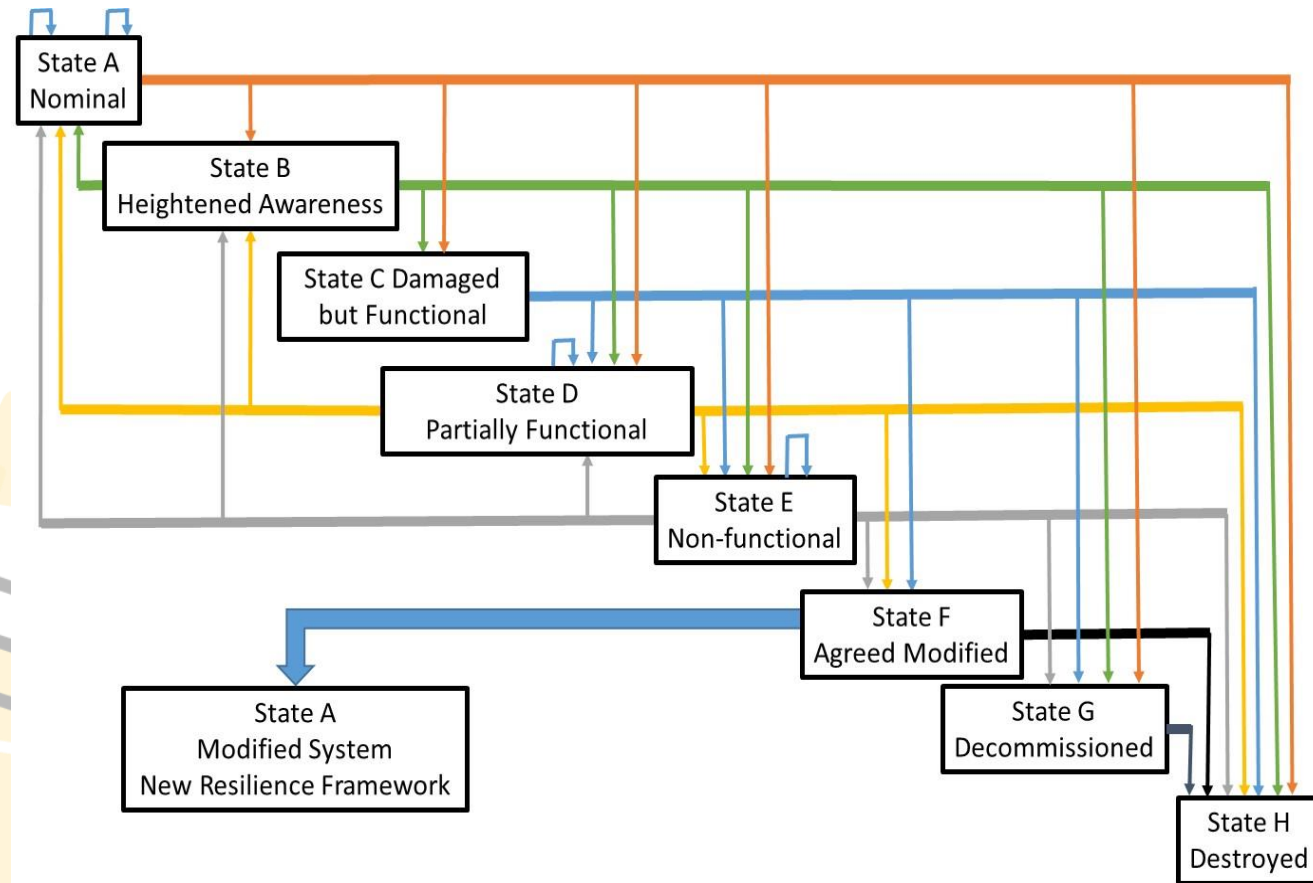 State A
Nominal
State B
Heightened Awareness
State C Damaged
but Functional
State D
Partially Functional
State E
Non-functional
State F
Agreed Modified
State A
Modified System
New Resilience Framework
State G
Decommissioned
State H
Destroyed